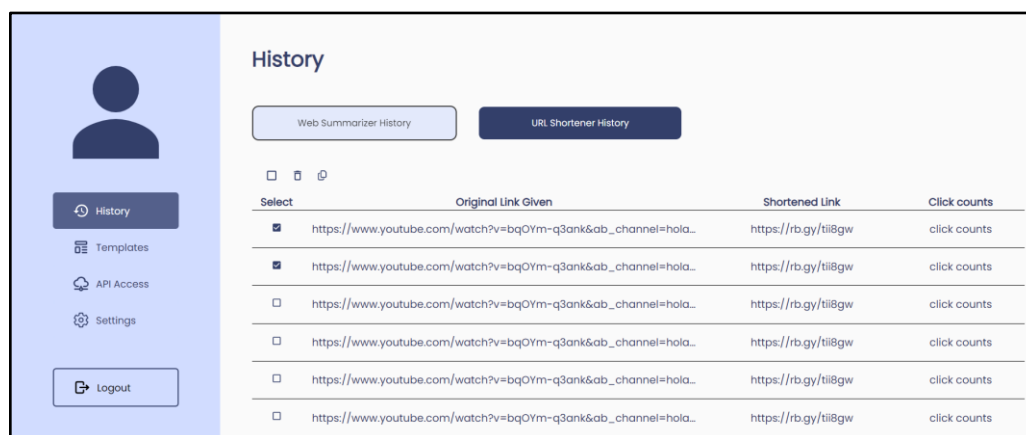 History
Web Summarizer History
URL Shortener History
Select Original Link Given Shortened Link Click counts
https://www.youtube.com/watch?v=bqOYm-q3ank&ab_channel=hola... https://rb.gy/tii8gw click counts
https://www.youtube.com/watch?v=bqOYm-q3ank&ab_channel=hola... https://rb.gy/tii8gw click counts
https://www.youtube.com/watch?v=bqOYm-q3ank&ab_channel=hola... https://rb.gy/tii8gw click counts
https://www.youtube.com/watch?v=bqOYm-q3ank&ab_channel=hola... https://rb.gy/tii8gw click counts
https://www.youtube.com/watch?v=bqOYm-q3ank&ab_channel=hola... https://rb.gy/tii8gw click counts
https://www.youtube.com/watch?v=bqOYm-q3ank&ab_channel=hola... https://rb.gy/tii8gw click counts
History
Templates
API Access
Settings
Logout